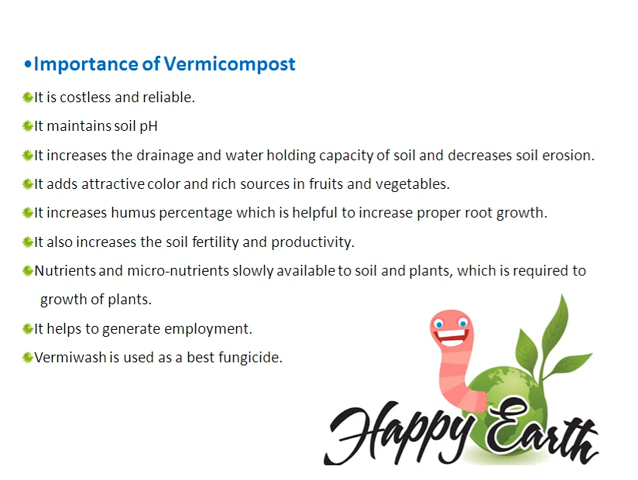 •Importance of Vermicompost
It is costless and reliable.
It maintains soil pH
It increases the drainage and water holding capacity of soil and decreases soil erosion.
It adds attractive color and rich sources in fruits and vegetables.
It increases humus percentage which is helpful to increase proper root growth.
It also increases the soil fertility and productivity.
Nutrients and micro-nutrients slowly available to soil and plants, which is required to
growth of plants.
It helps to generate employment.
Vermiwash is used as a best fungicide.
Happy Earth